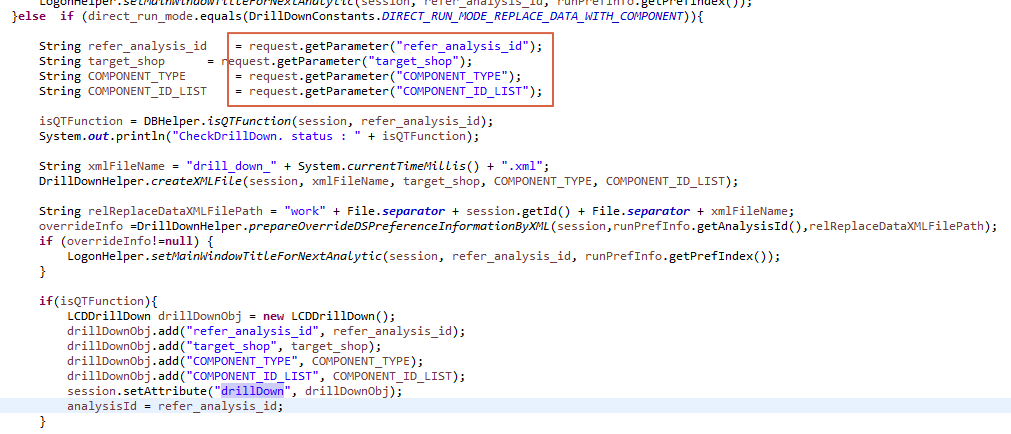 LogonHelper.setMainWindowTitleForNextAnalytic(session, refer_analysis_id, runPrefInfo.getPrefIndex());
}else  if (direct_run_mode.equals(DrillDownConstants.DIRECT_RUN_MODE_REPLACE_DATA_WITH_COMPONENT)){
String refer_analysis_id    = request.getParameter("refer_analysis_id");
String target_shop      = request.getParameter("target_shop");
String COMPONENT_TYPE       = request.getParameter("COMPONENT_TYPE");
String COMPONENT_ID_LIST    = request.getParameter("COMPONENT_ID_LIST");
isQTFunction = DBHelper.isQTFunction(session, refer_analysis_id);
System.out.println("CheckDrillDown. status : " + isQTFunction);
String xmlFileName = "drill_down_" + System.currentTimeMillis() + ".xml";
DrillDownHelper.createXMLFile(session, xmlFileName, target_shop, COMPONENT_TYPE, COMPONENT_ID_LIST);
String relReplaceDataXMLFilePath = "work" + File.separator + session.getId() + File.separator + xmlFileName;
overrideInfo =DrillDownHelper.prepareOverrideDSPreferenceInformationByXML(session,runPrefInfo.getAnalysisId(),relReplaceDataXMLFilePath);
if (overrideInfo!=null) {
LogonHelper.setMainWindowTitleForNextAnalytic(session, refer_analysis_id, runPrefInfo.getPrefIndex());
}
if(isQTFunction){
LCDDrillDown drillDownObj = new LCDDrillDown();
drillDownObj.add("refer_analysis_id", refer_analysis_id);
drillDownObj.add("target_shop", target_shop);
drillDownObj.add("COMPONENT_TYPE", COMPONENT_TYPE);
drillDownObj.add("COMPONENT_ID_LIST", COMPONENT_ID_LIST);
session.setAttribute("drillDown", drillDownObj);
analysisId = refer_analysis_id;
}